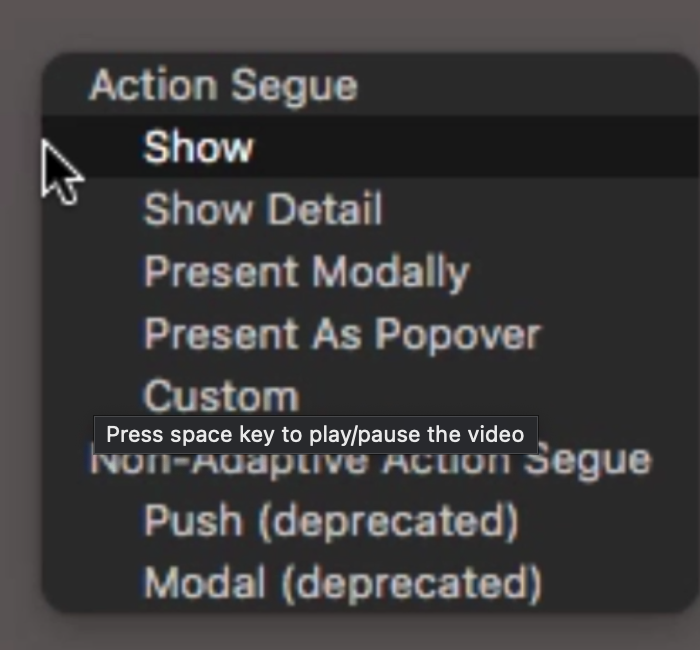 Action Segue
Show
Show Detail
Present Modally
Present As Popover
Custom
Press space key to play/pause the video
Non-Adaptive Action Segue
Push (deprecated)
Modal (deprecated)